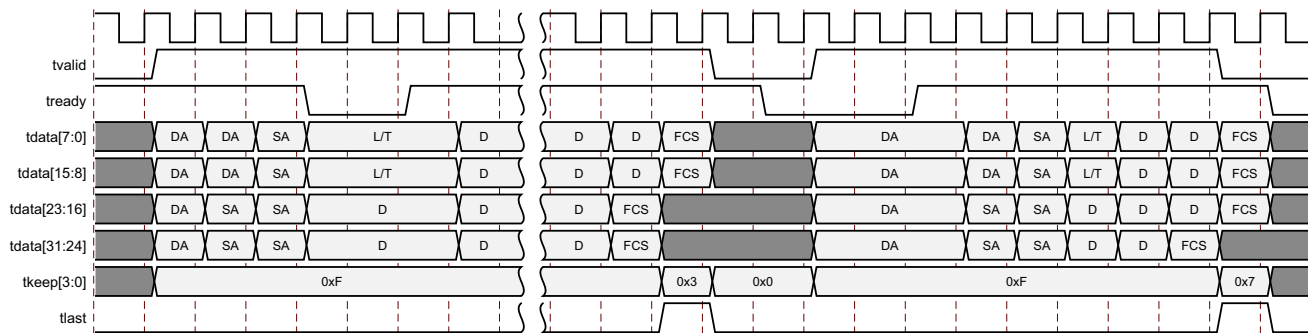 tvalid
tready
tdata[7:0] DA DA SA L/T D D D FCS DA DA SA L/T D D FCS
tdata[15:8] DA DA SA L/T D D D FCS DA DA SA L/T D D FCS
tdata[23:16] DA SA SA D D D FCS DA SA SA D D D FCS
tdata[31:24] DA SA SA D D D FCS DA SA SA D D FCS
tkeep[3:0] 0xF 0x3 0x0 0xF 0x7
tlast